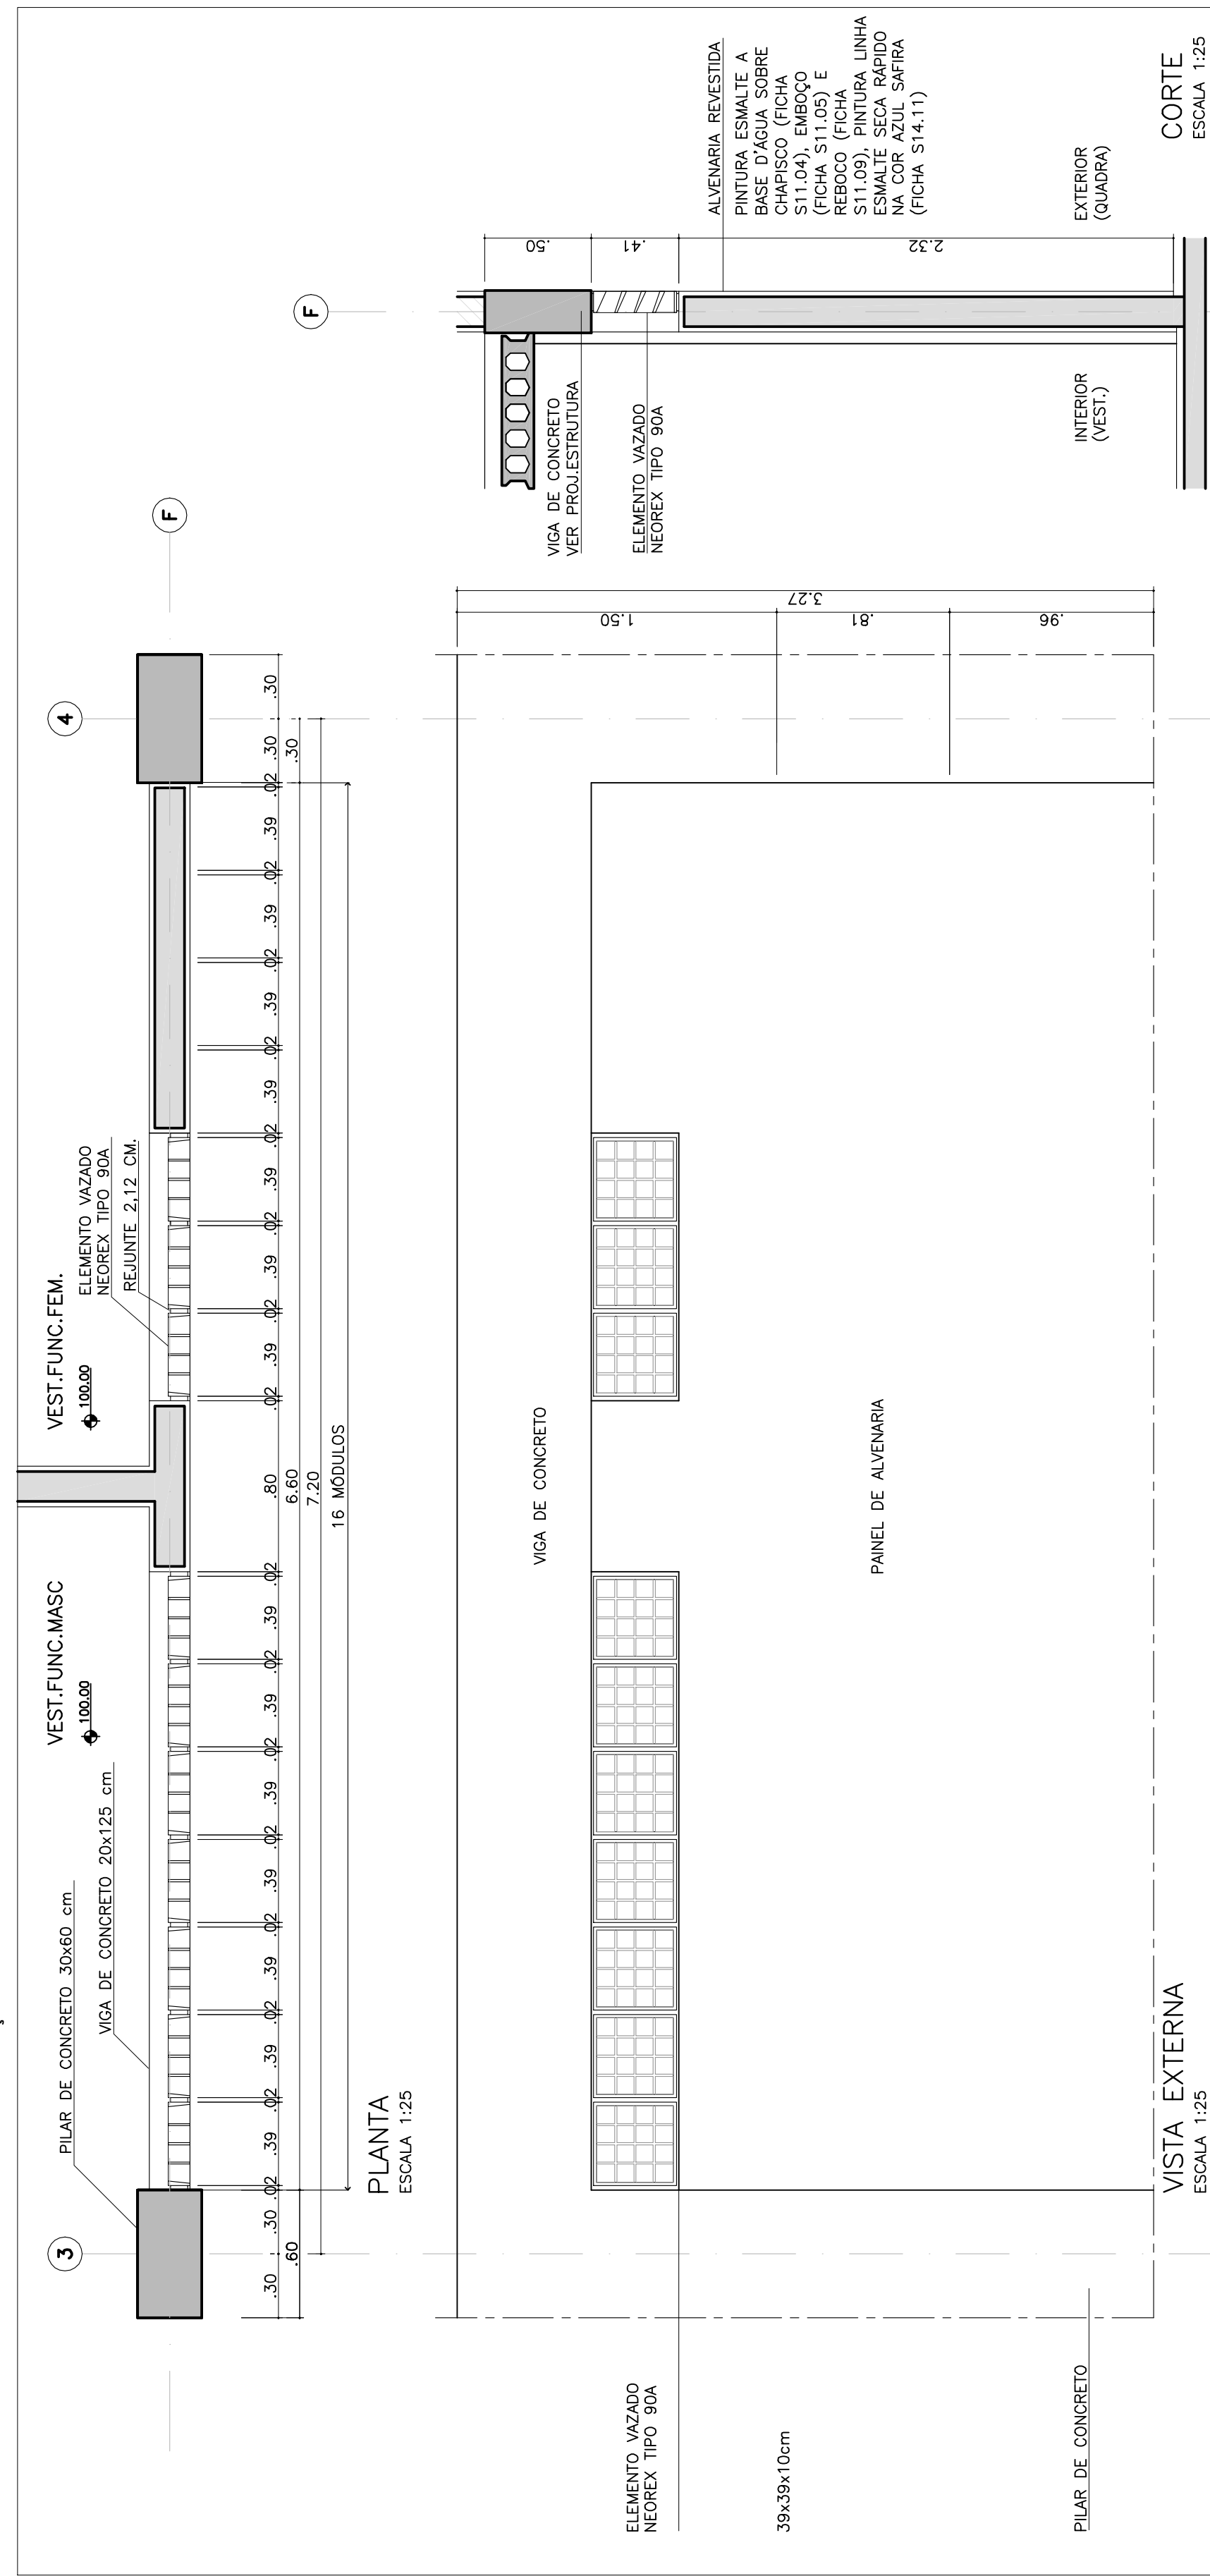 3
4
F
PILAR DE CONCRETO 30x60 cm
VIGA DE CONCRETO 20x125 cm
VEST.FUNC.MASC
100.00
VEST.FUNC.FEM.
100.00
ELEMENTO VAZADO
NEOREX TIPO 90A
REJUNTE 2,12 CM.
.30 .30 .02 .39 .02 .39 .02 .39 .02 .39 .02 .39 .02 .39 .02 .39 .02 .80 .02 .39 .02 .39 .02 .39 .02 .39 .02 .39 .02 .39 .02 .39 .02 .30 .30
.60 6.60 .30
7.20
16 MÓDULOS
PLANTA
ESCALA 1:25
ELEMENTO VAZADO
NEOREX TIPO 90A
39x39x10cm
PILAR DE CONCRETO
VIGA DE CONCRETO
PAINEL DE ALVENARIA
1.50
.81
.96
3.27
VISTA EXTERNA
ESCALA 1:25
F
VIGA DE CONCRETO
VER PROJ.ESTRUTURA
ELEMENTO VAZADO
NEOREX TIPO 90A
.50
.41
2.32
ALVENARIA REVESTIDA
PINTURA ESMALTE A
BASE D'ÁGUA SOBRE
CHAPISCO (FICHA
S11.04), EMBOÇO
(FICHA S11.05) E
REBOCO (FICHA
S11.09), PINTURA LINHA
ESMALTE SECA RÁPIDO
NA COR AZUL SAFIRA
(FICHA S14.11)
INTERIOR
(VEST.)
EXTERIOR
(QUADRA)
CORTE
ESCALA 1:25